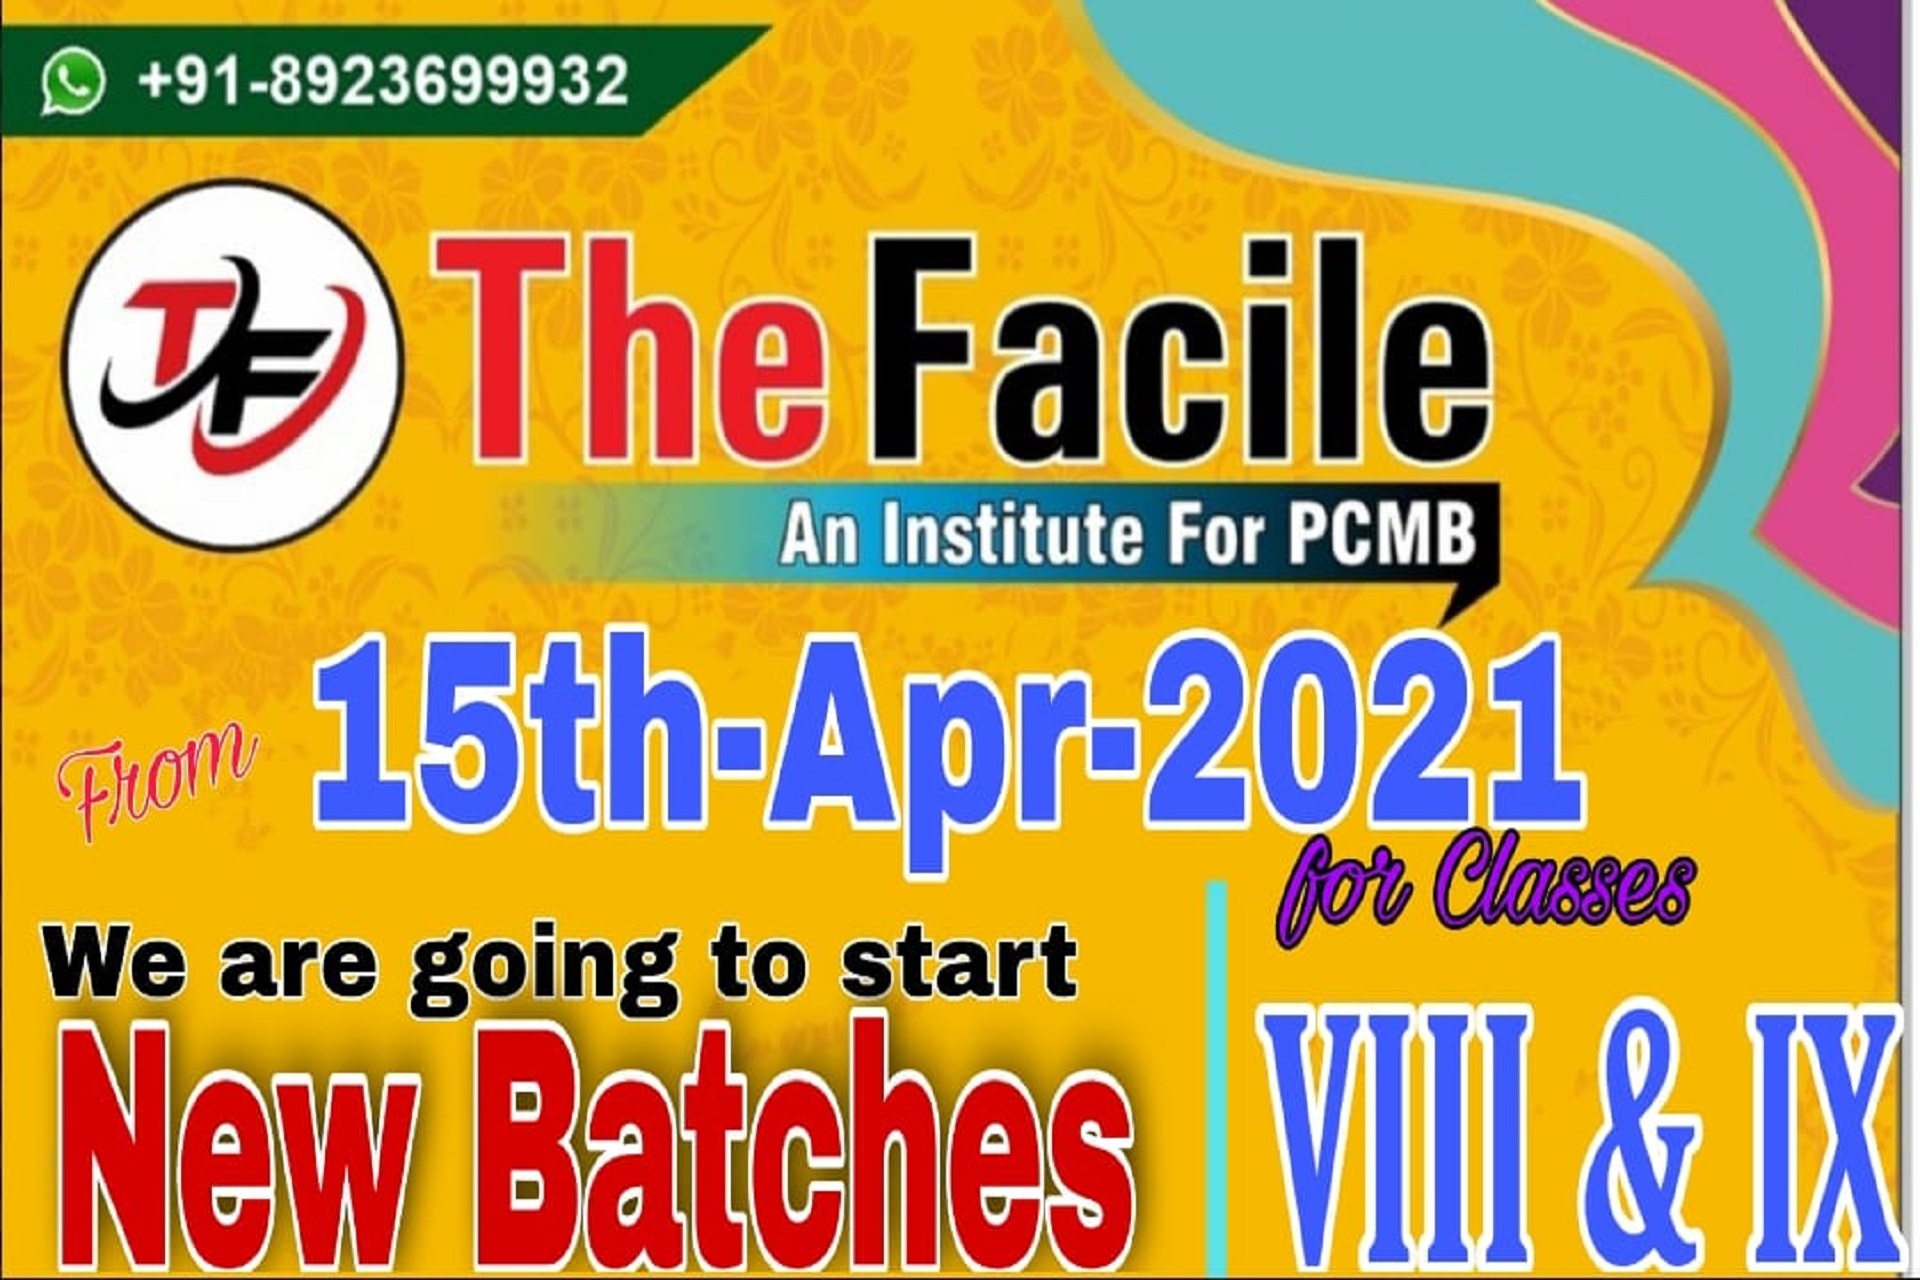 +91-8923699932
TF
The Facile
An Institute For PCMB
From 15th-Apr-2021
We are going to start
New Batches
for Classes
VIII & IX